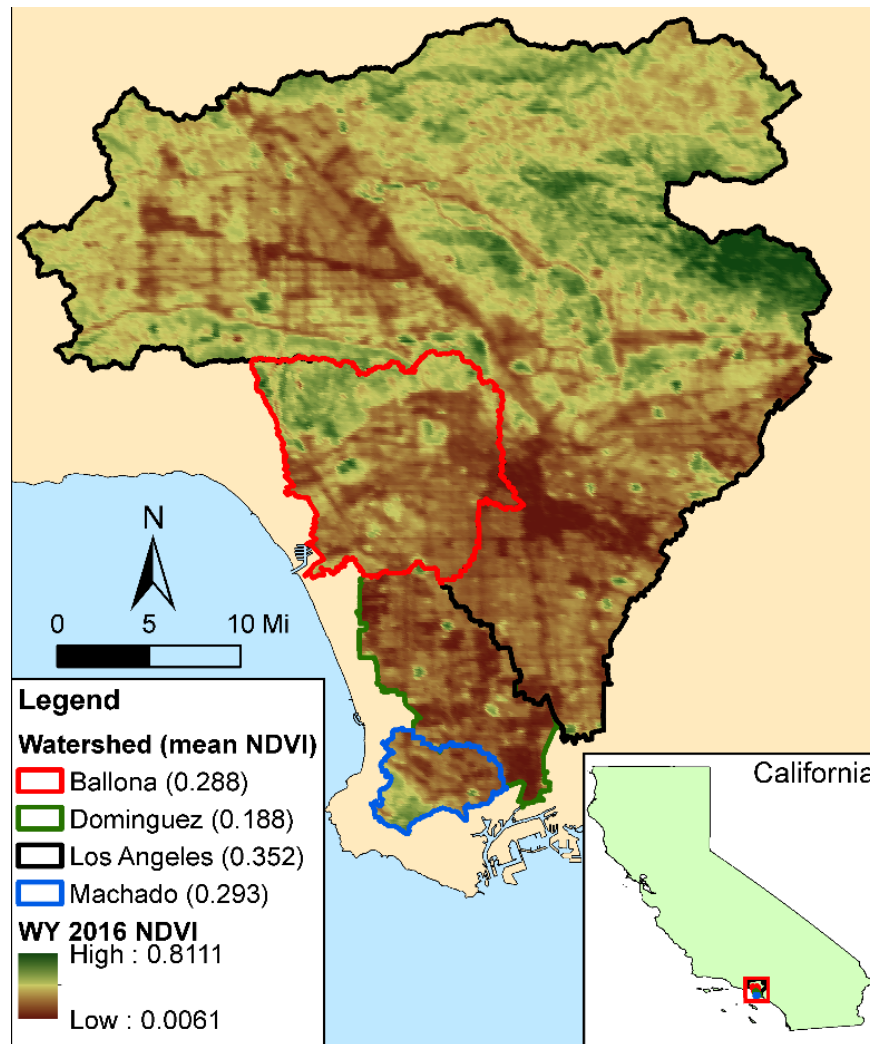 N
0 5 10 Mi
Legend
Watershed (mean NDVI)
Ballona (0.288)
Dominguez (0.188)
Los Angeles (0.352)
Machado (0.293)
WY 2016 NDVI
High : 0.8111
Low : 0.0061
California